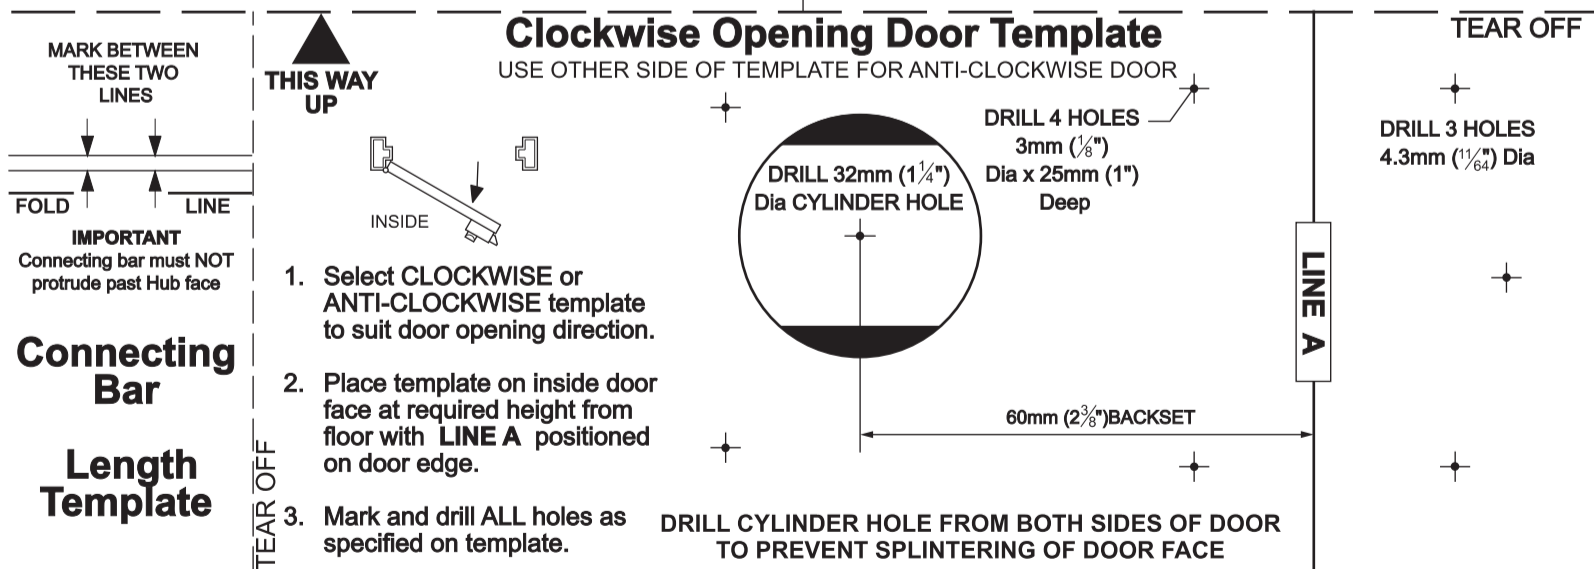 MARK BETWEEN
THESE TWO
LINES
FOLD LINE
IMPORTANT
Connecting bar must NOT
protrude past Hub face
Connecting
Bar
Length
Template
TEAR OFF
THIS WAY
UP
Clockwise Opening Door Template
USE OTHER SIDE OF TEMPLATE FOR ANTI-CLOCKWISE DOOR
INSIDE
1. Select CLOCKWISE or
ANTI-CLOCKWISE template
to suit door opening direction.
2. Place template on inside door
face at required height from
floor with LINE A positioned
on door edge.
3. Mark and drill ALL holes as
specified on template.
DRILL 32mm (1 1/4")
Dia CYLINDER HOLE
DRILL 4 HOLES
3mm (1/8")
Dia x 25mm (1")
Deep
60mm (2 3/8")BACKSET
DRILL CYLINDER HOLE FROM BOTH SIDES OF DOOR
TO PREVENT SPLINTERING OF DOOR FACE
LINE A
TEAR OFF
DRILL 3 HOLES
4.3mm (11/64") Dia